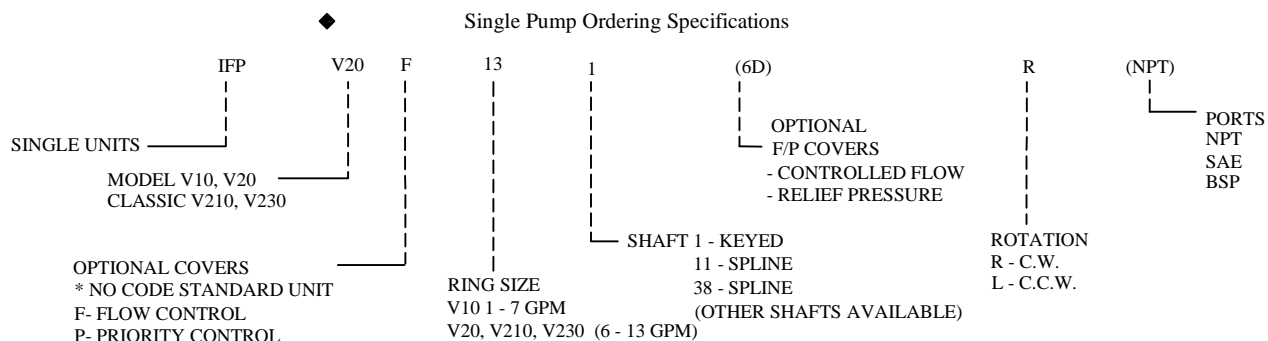 Single Pump Ordering Specifications
IFP V20 F 13 1 (6D) R (NPT)
SINGLE UNITS
MODEL V10, V20
CLASSIC V210, V230
OPTIONAL COVERS
* NO CODE STANDARD UNIT
F- FLOW CONTROL
P- PRIORITY CONTROL
RING SIZE
V10 1 - 7 GPM
V20, V210, V230 (6 - 13 GPM)
SHAFT 1 - KEYED
11 - SPLINE
38 - SPLINE
(OTHER SHAFTS AVAILABLE)
OPTIONAL
F/P COVERS
- CONTROLLED FLOW
- RELIEF PRESSURE
ROTATION
R - C.W.
L - C.C.W.
PORTS
NPT
SAE
BSP